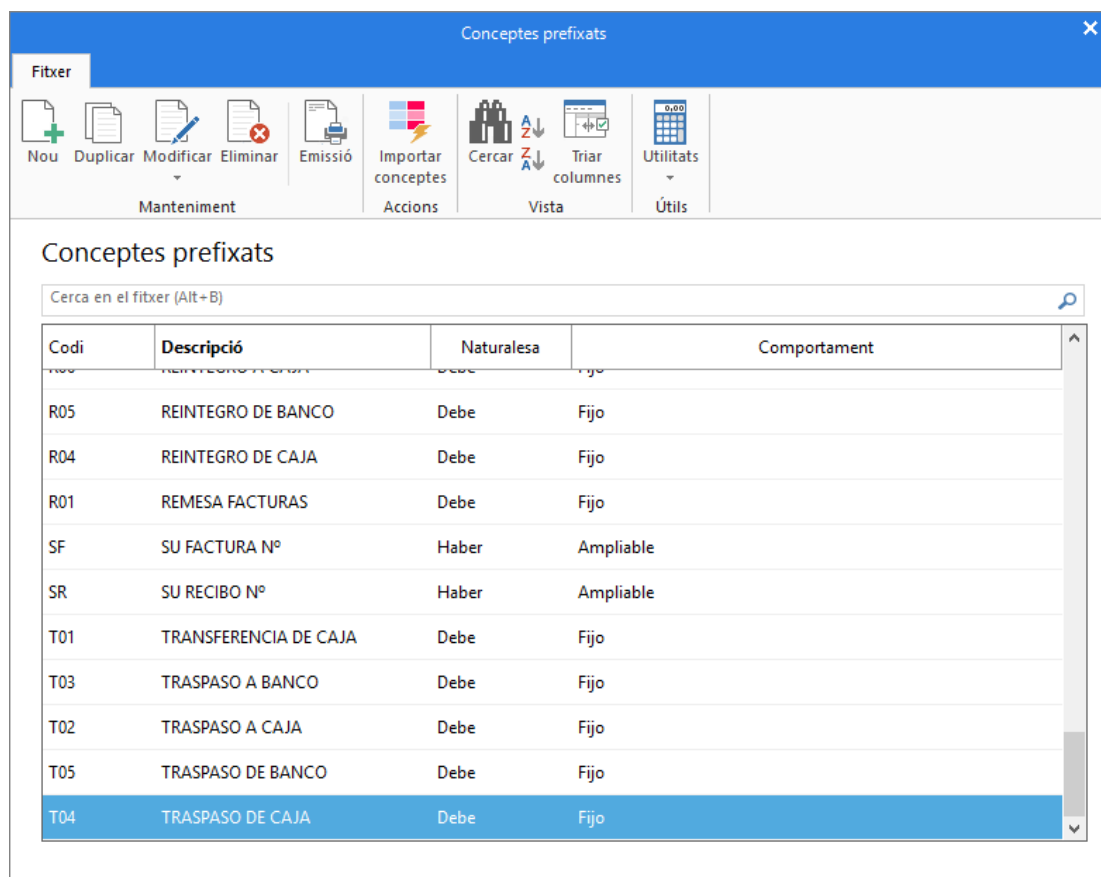 Conceptes prefixats
Fitxer
Nou Duplicar Modificar Eliminar Emissió Importar conceptes Cercar Triar columnes Utilitats
Manteniment Accions Vista Útils
Conceptes prefixats
Cerca en el fitxer (Alt+B)
Codi Descripció Naturalesa Comportament
R05 REINTEGRO DE BANCO Debe Fijo
R04 REINTEGRO DE CAJA Debe Fijo
R01 REMESA FACTURAS Debe Fijo
SF SU FACTURA Nº Haber Ampliable
SR SU RECIBO Nº Haber Ampliable
T01 TRANSFERENCIA DE CAJA Debe Fijo
T03 TRASPASO A BANCO Debe Fijo
T02 TRASPASO A CAJA Debe Fijo
T05 TRASPASO DE BANCO Debe Fijo
T04 TRASPASO DE CAJA Debe Fijo